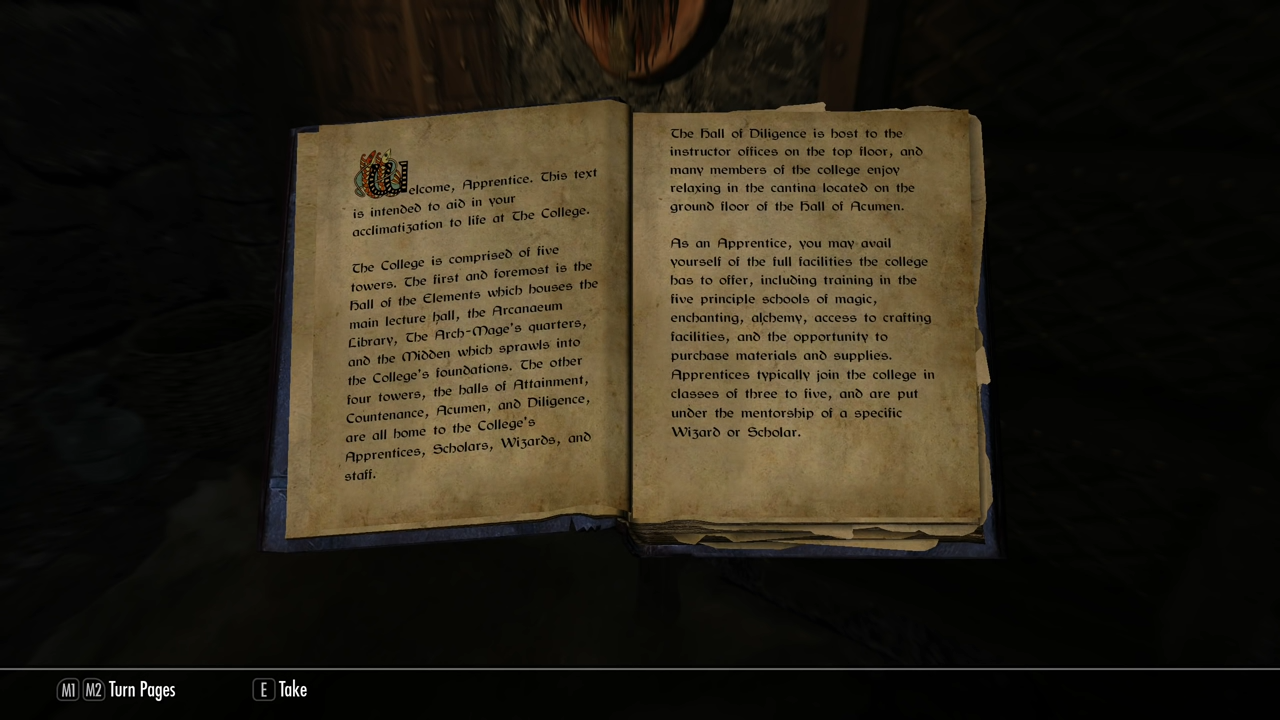 Welcome, Apprentice. This text
is intended to aid in your
acclimatization to life at The College.
The College is comprised of five
towers. The first and foremost is the
Hall of the Elements which houses the
main lecture hall, the Arcanaeum
Library, The Arch-Mage's quarters,
and the Midden which sprawls into
the College's foundations. The other
four towers, the halls of Attainment,
Countenance, Acumen, and Diligence,
are all home to the College's
Apprentices, Scholars, Wizards, and
staff.
The Hall of Diligence is host to the
instructor offices on the top floor, and
many members of the college enjoy
relaxing in the cantina located on the
ground floor of the Hall of Acumen.
As an Apprentice, you may avail
yourself of the full facilities the college
has to offer, including training in the
five principle schools of magic,
enchanting, alchemy, access to crafting
facilities, and the opportunity to
purchase materials and supplies.
Apprentices typically join the college in
classes of three to five, and are put
under the mentorship of a specific
Wizard or Scholar.
M1 M2 Turn Pages
E Take